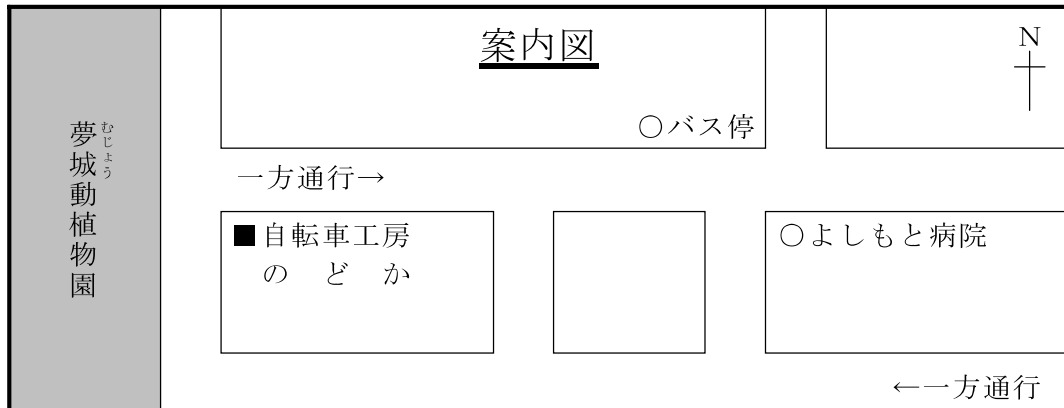 案内図
N
○バス停
夢城動植物園
むじょう
一方通行→
■自転車工房
のどか
○よしもと病院
←一方通行